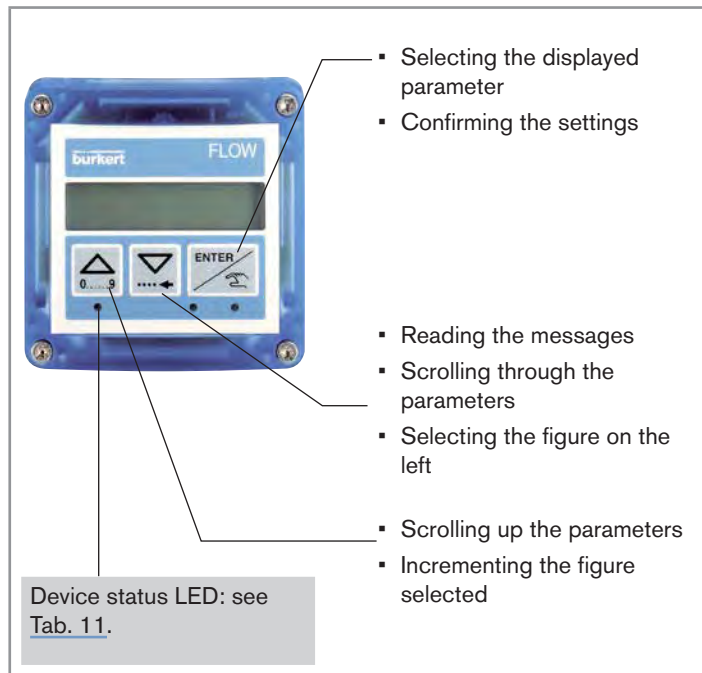 ▪ Selecting the displayed
parameter
▪ Confirming the settings
burkert
FLOW
ENTER
0.....9
▪ Reading the messages
▪ Scrolling through the
parameters
▪ Selecting the figure on the
left
▪ Scrolling up the parameters
▪ Incrementing the figure
selected
Device status LED: see
Tab. 11.